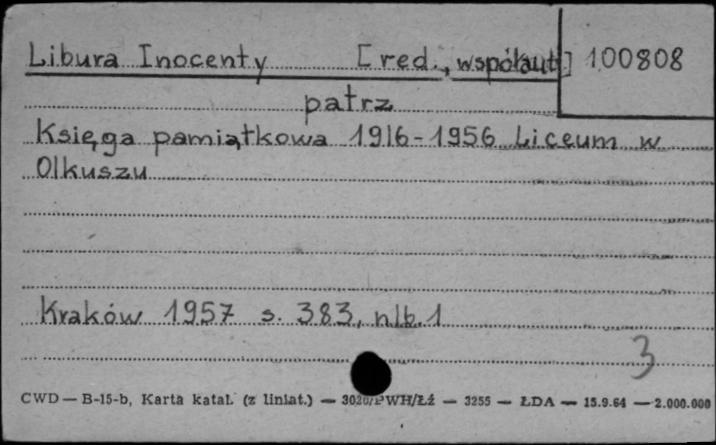 Libura Inocenty [red., współaut] 100808
patrz
Księga pamiątkowa 1916-1956 Liceum w
Olkuszu
Kraków 1957 s. 383, nlb.1
3
CWD — B-15-b, Karta katal. (z liniat.) — 3020/PWH/Łź — 3255 — ŁDA — 15.9.64 — 2.000.000